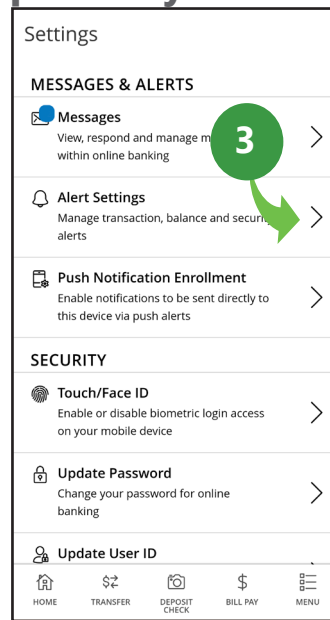 Settings
MESSAGES & ALERTS
Messages
View, respond and manage m
within online banking
3
Alert Settings
Manage transaction, balance and security
alerts
Push Notification Enrollment
Enable notifications to be sent directly to
this device via push alerts
SECURITY
Touch/Face ID
Enable or disable biometric login access
on your mobile device
Update Password
Change your password for online
banking
Update User ID
HOME TRANSFER DEPOSIT CHECK BILL PAY MENU